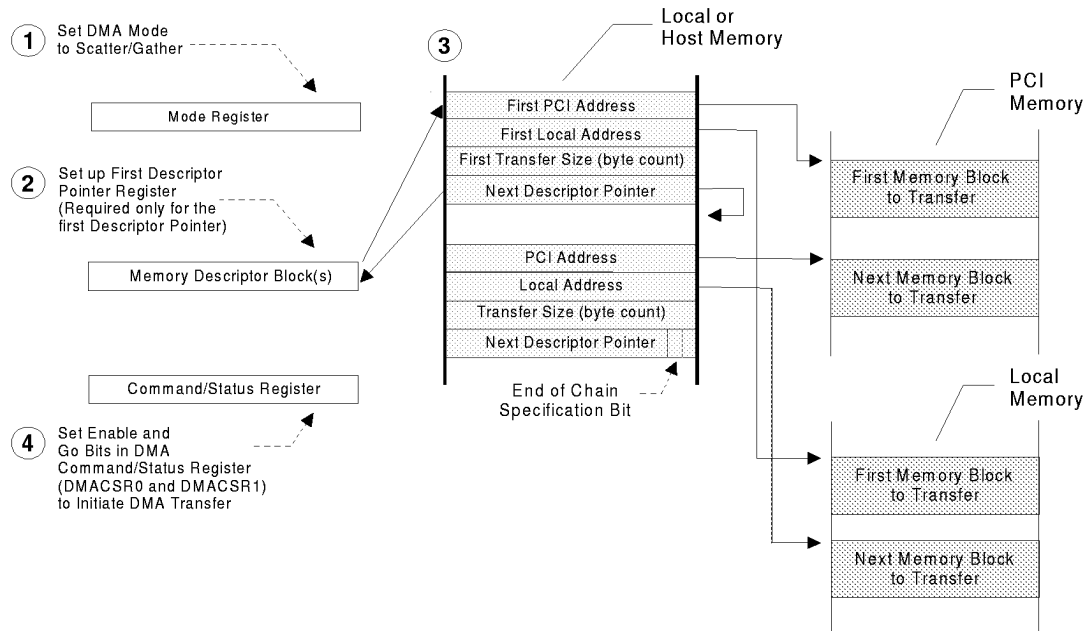 1
Set DMA Mode
to Scatter/Gather
Mode Register
2
Set up First Descriptor
Pointer Register
(Required only for the
first Descriptor Pointer)
Memory Descriptor Block(s)
Command/Status Register
4
Set Enable and
Go Bits in DMA
Command/Status Register
(DMACSR0 and DMACSR1)
to Initiate DMA Transfer
3
Local or
Host Memory
First PCI Address
First Local Address
First Transfer Size (byte count)
Next Descriptor Pointer
PCI Address
Local Address
Transfer Size (byte count)
Next Descriptor Pointer
End of Chain
Specification Bit
PCI
Memory
First Memory Block
to Transfer
Next Memory Block
to Transfer
Local
Memory
First Memory Block
to Transfer
Next Memory Block
to Transfer